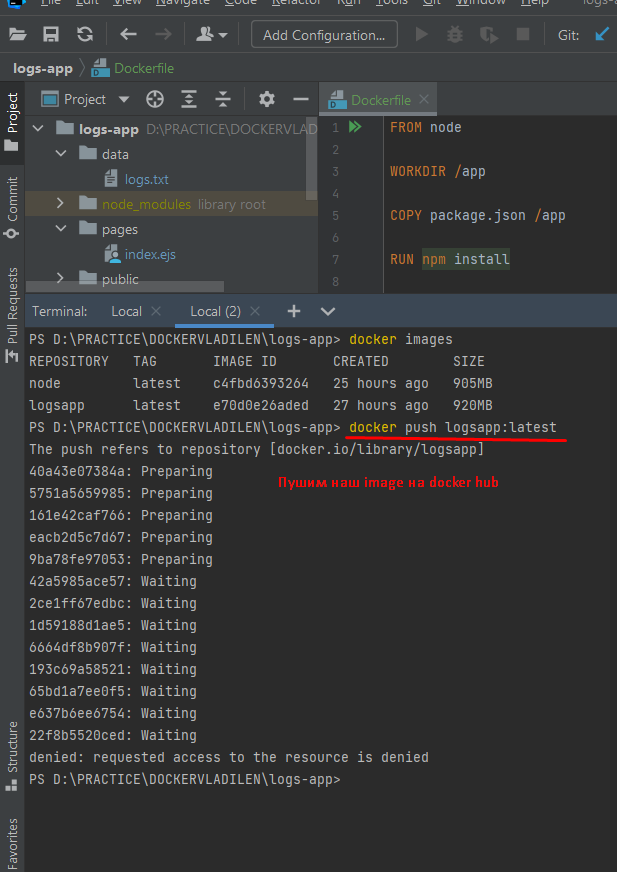 File Edit View Navigate Code Refactor Run Tools Git Window Help logs-a
Add Configuration... Git:
logs-app Dockerfile
Project Dockerfile
logs-app D:\PRACTICE\DOCKERVLAD
data
logs.txt
node_modules library root
pages
index.ejs
public
1 FROM node
2
3 WORKDIR /app
4
5 COPY package.json /app
6
7 RUN npm install
8
Project
Commit
Pull Requests
Structure
Favorites
Terminal: Local Local (2)
PS D:\PRACTICE\DOCKERVLADILEN\logs-app> docker images
REPOSITORY TAG IMAGE ID CREATED SIZE
node latest c4fbd6393264 25 hours ago 905MB
logsapp latest e70d0e26aded 27 hours ago 920MB
PS D:\PRACTICE\DOCKERVLADILEN\logs-app> docker push logsapp:latest
The push refers to repository [docker.io/library/logsapp]
40a43e07384a: Preparing
Пушим наш image на docker hub
5751a5659985: Preparing
161e42caf766: Preparing
eacb2d5c7d67: Preparing
9ba78fe97053: Preparing
42a5985ace57: Waiting
2ce1ff67edbc: Waiting
1d59188d1ae5: Waiting
6664df8b907f: Waiting
193c69a58521: Waiting
65bd1a7ee0f5: Waiting
e637b6ee6754: Waiting
22f8b5520ced: Waiting
denied: requested access to the resource is denied
PS D:\PRACTICE\DOCKERVLADILEN\logs-app>